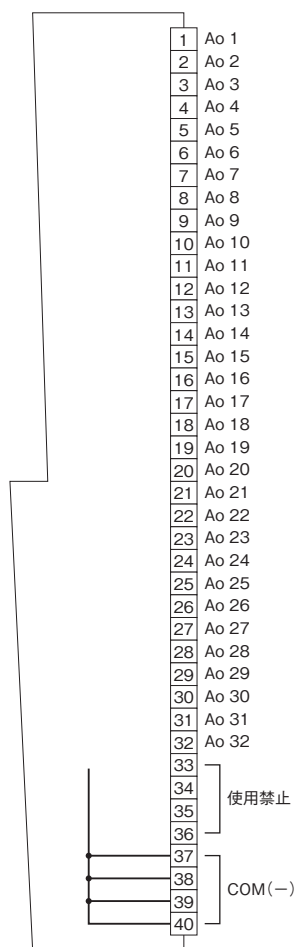 1 Ao 1
2 Ao 2
3 Ao 3
4 Ao 4
5 Ao 5
6 Ao 6
7 Ao 7
8 Ao 8
9 Ao 9
10 Ao 10
11 Ao 11
12 Ao 12
13 Ao 13
14 Ao 14
15 Ao 15
16 Ao 16
17 Ao 17
18 Ao 18
19 Ao 19
20 Ao 20
21 Ao 21
22 Ao 22
23 Ao 23
24 Ao 24
25 Ao 25
26 Ao 26
27 Ao 27
28 Ao 28
29 Ao 29
30 Ao 30
31 Ao 31
32 Ao 32
33
34
使用禁止
35
36
37
38
COM(−)
39
40